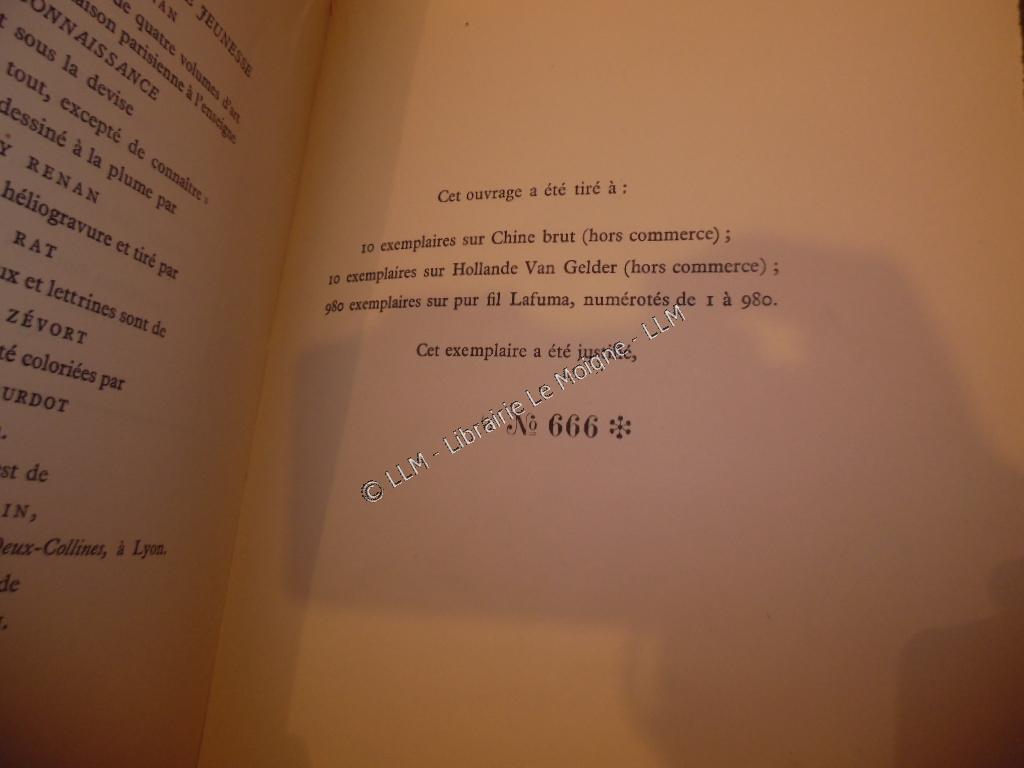 JEUNESSE
de quatre volumes d'art
maison parisienne à l'enseigne
CONNAISSANCE
sous la devise
tout, excepté de connaître »
dessiné à la plume par
RENAN
héliogravure et tiré par
RAT
et lettrines sont de
ZÉVORT
coloriées par
de
Deux-Collines, à Lyon.
de
Cet ouvrage a été tiré à :
10 exemplaires sur Chine brut (hors commerce) ;
10 exemplaires sur Hollande Van Gelder (hors commerce) ;
980 exemplaires sur pur fil Lafuma, numérotés de 1 à 980.
Cet exemplaire a été justifié,
№ 666 ✻
© LLM - Librairie Le Moigne - LLM